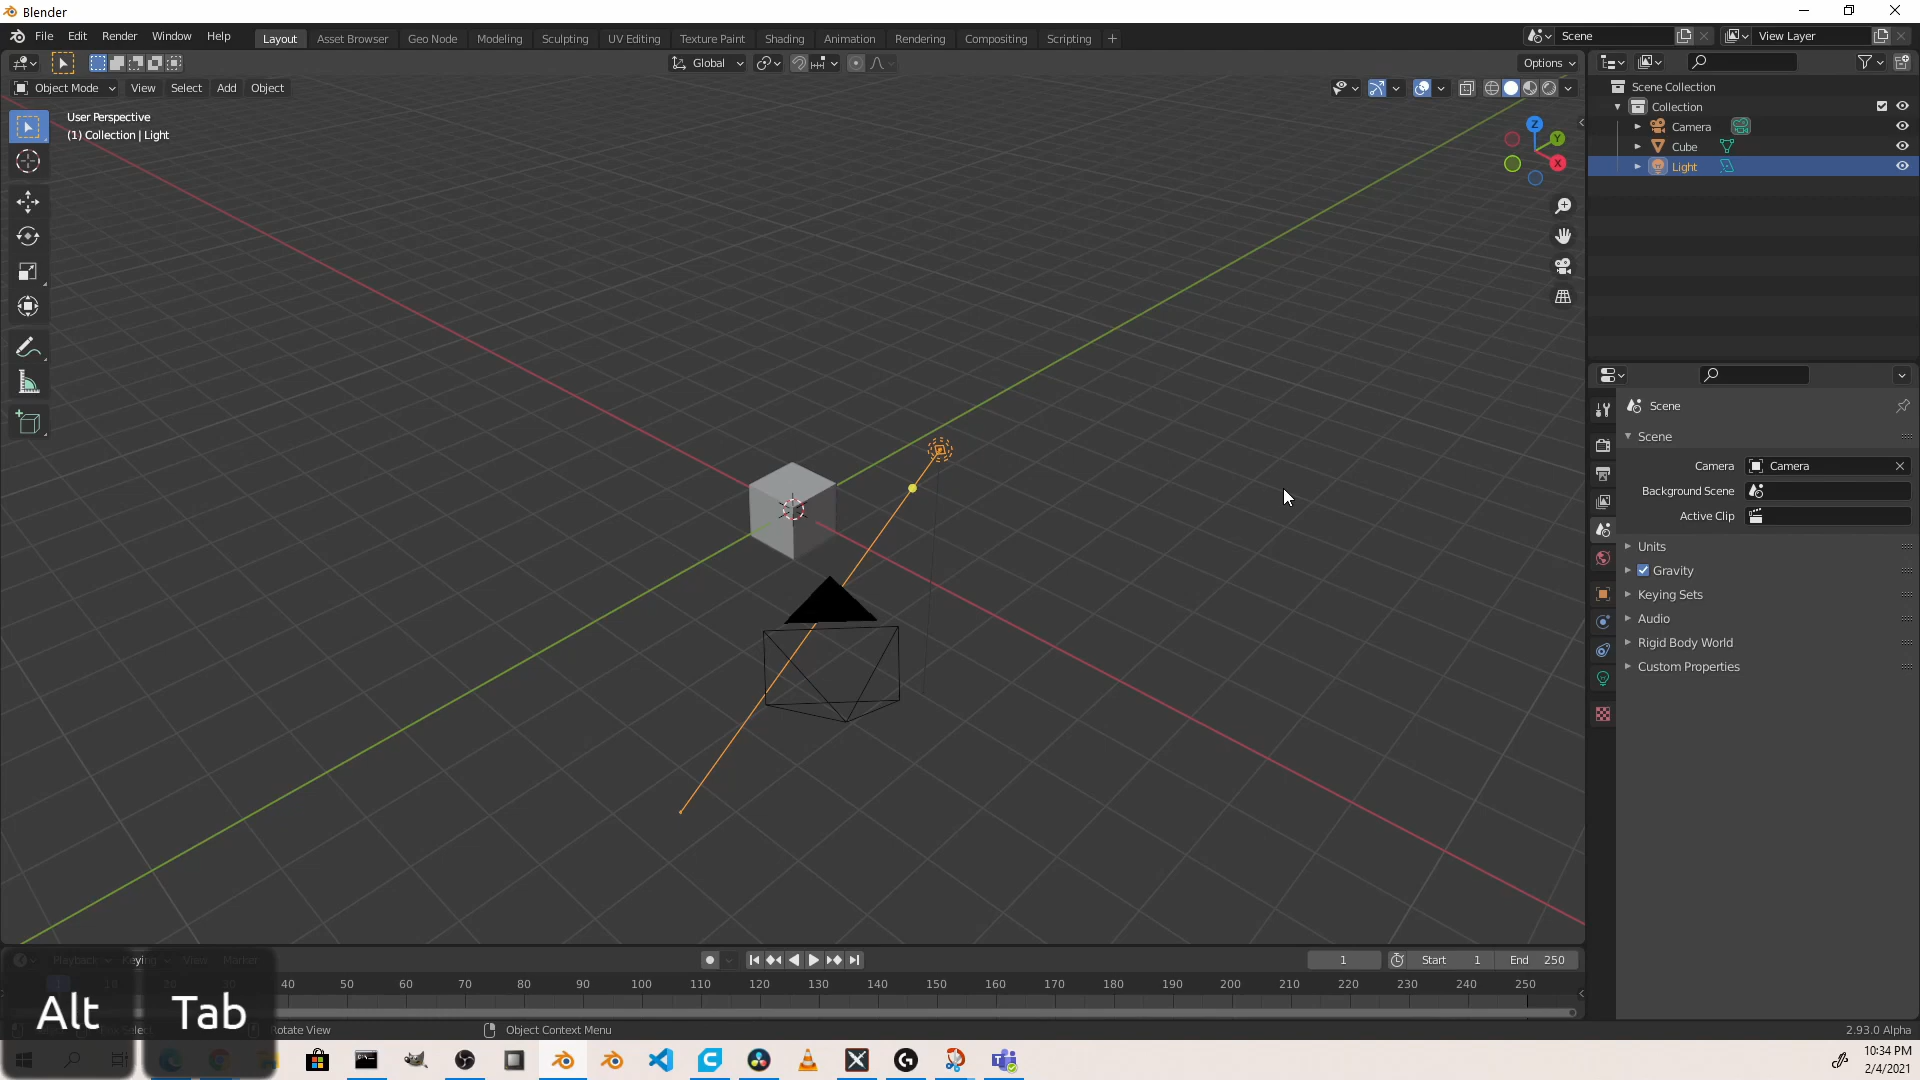 Blender
File Edit Render Window Help
Layout Asset Browser Geo Node Modeling Sculpting UV Editing Texture Paint Shading Animation Rendering Compositing Scripting +
Scene
View Layer
Global
Options
Object Mode View Select Add Object
User Perspective
(1) Collection | Light
Z
Y
X
Scene Collection
Collection
Camera
Cube
Light
Scene
Scene
Camera Camera
Background Scene
Active Clip
Units
Gravity
Keying Sets
Audio
Rigid Body World
Custom Properties
Playback Keying View Marker
1 Start 1 End 250
40 50 60 70 80 90 100 110 120 130 140 150 160 170 180 190 200 210 220 230 240 250
Alt Tab
Rotate View Object Context Menu
2.93.0 Alpha
10:34 PM
2/4/2021